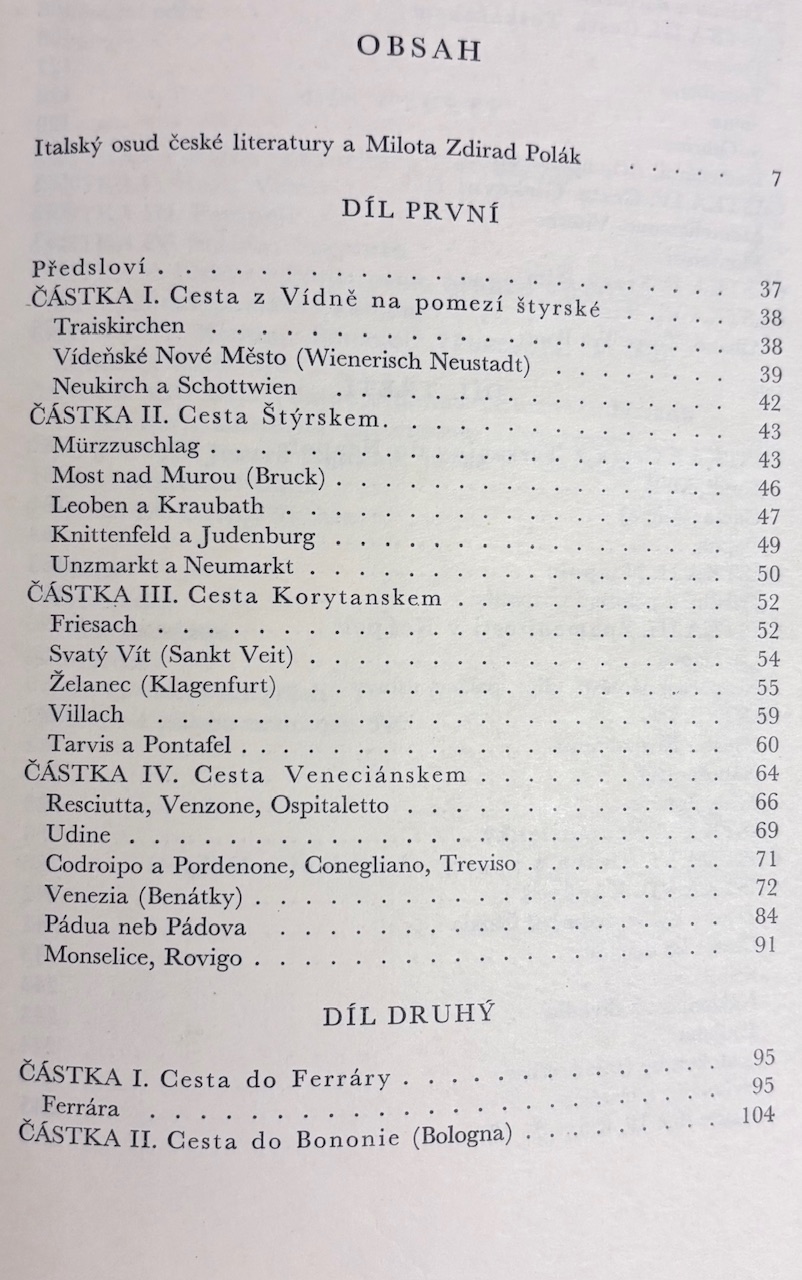 OBSAH
Italský osud české literatury a Milota Zdirad Polák . . . . . 7
DÍL PRVNÍ
Předsloví . . . . . . . . . . . . . . 37
ČÁSTKA I. Cesta z Vídně na pomezí štyrské . . . . . 38
Traiskirchen . . . . . . . . . . . . . 38
Vídeňské Nové Město (Wienerisch Neustadt) . . . . . . 39
Neukirch a Schottwien . . . . . . . . . . 42
ČÁSTKA II. Cesta Štýrskem . . . . . . . . . 43
Mürzzuschlag . . . . . . . . . . . . . 43
Most nad Murou (Bruck) . . . . . . . . . . 46
Leoben a Kraubath . . . . . . . . . . . 47
Knittenfeld a Judenburg . . . . . . . . . . 49
Unzmarkt a Neumarkt . . . . . . . . . . 50
ČÁSTKA III. Cesta Korytanskem . . . . . . . 52
Friesach . . . . . . . . . . . . . . 52
Svatý Vít (Sankt Veit) . . . . . . . . . . 54
Želanec (Klagenfurt) . . . . . . . . . . 55
Villach . . . . . . . . . . . . . . 59
Tarvis a Pontafel . . . . . . . . . . . . 60
ČÁSTKA IV. Cesta Veneciánskem . . . . . . 64
Resciutta, Venzone, Ospitaletto . . . . . . . . 66
Udine . . . . . . . . . . . . . . . 69
Codroipo a Pordenone, Conegliano, Treviso . . . . . 71
Venezia (Benátky) . . . . . . . . . . . . 72
Pádua neb Pádova . . . . . . . . . . . 84
Monselice, Rovigo . . . . . . . . . . . . 91
DÍL DRUHÝ
ČÁSTKA I. Cesta do Ferráry . . . . . . . . 95
Ferrára . . . . . . . . . . . . . . 95
ČÁSTKA II. Cesta do Bononie (Bologna) . . . . . . . . . 104